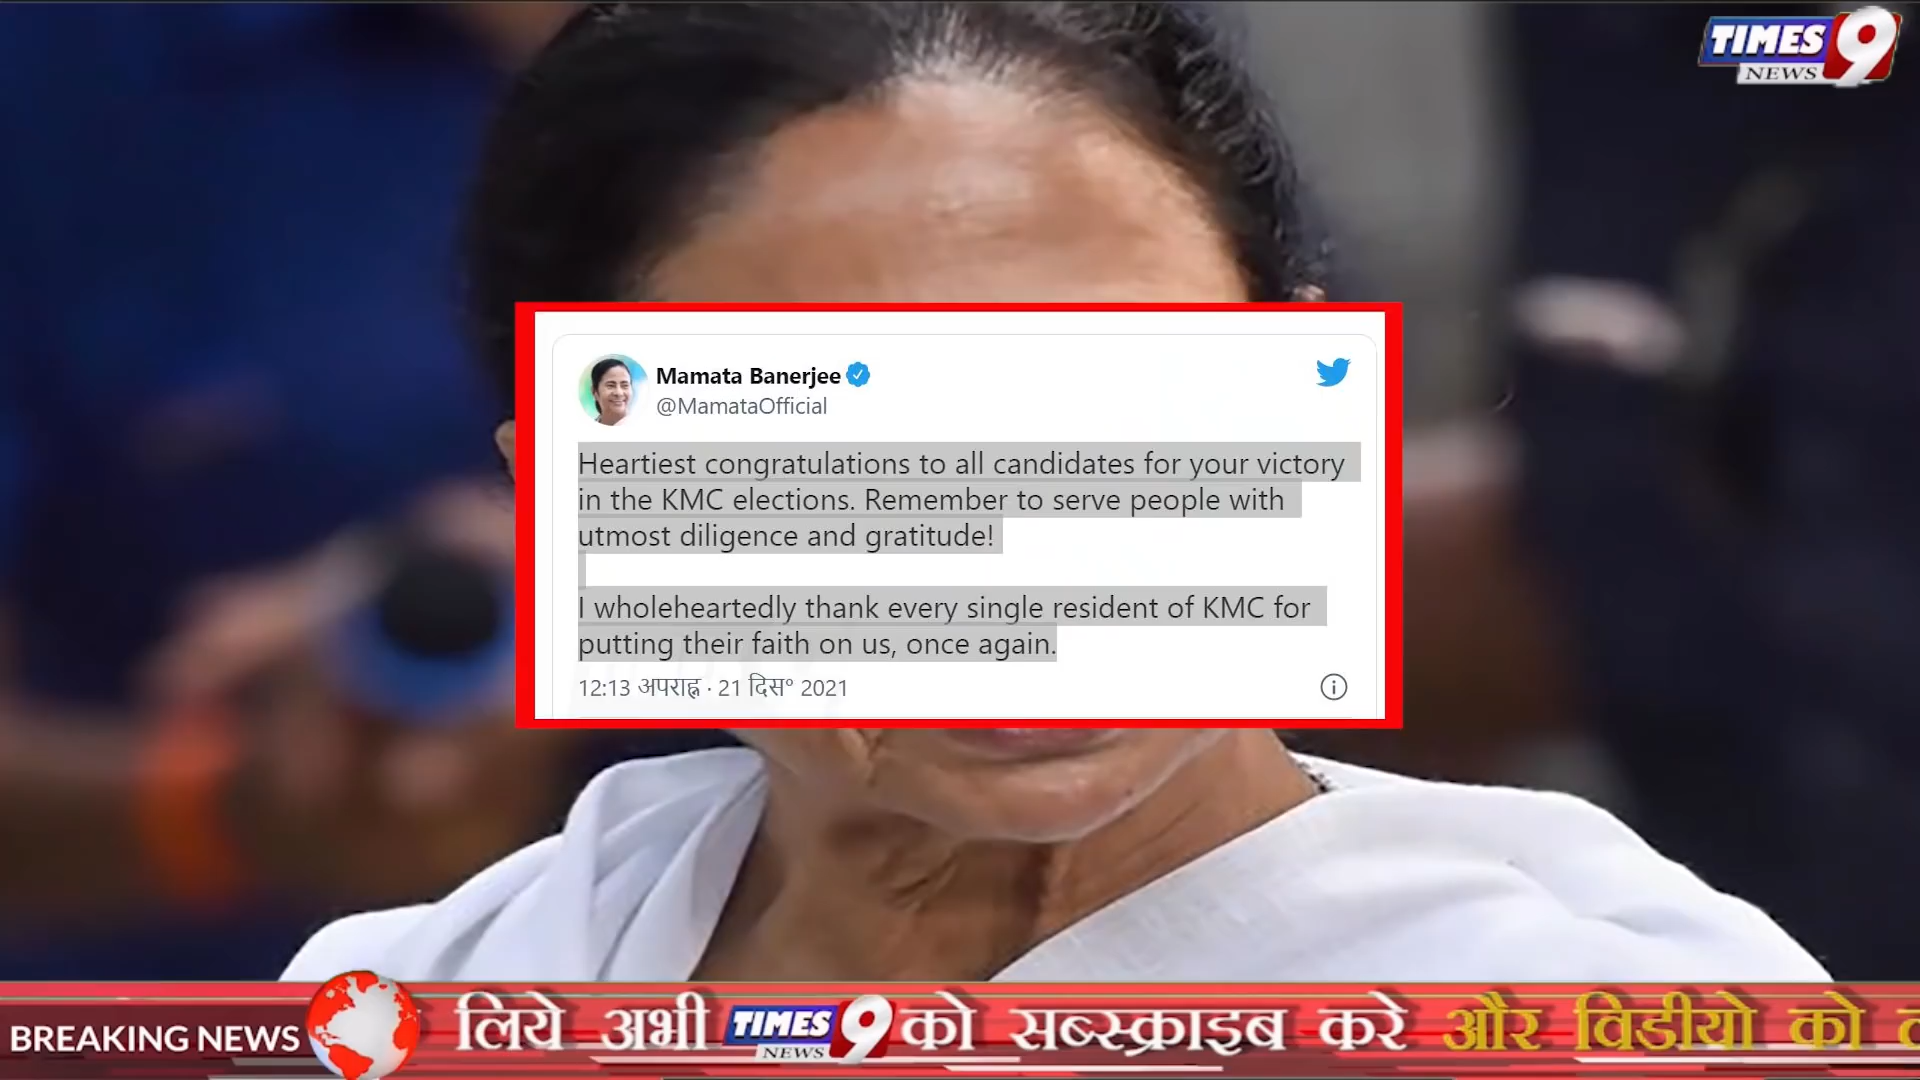 TIMES 9
NEWS
Mamata Banerjee
@MamataOfficial
Heartiest congratulations to all candidates for your victory
in the KMC elections. Remember to serve people with
utmost diligence and gratitude!
I wholeheartedly thank every single resident of KMC for
putting their faith on us, once again.
12:13 अपराह्न · 21 दिस॰ 2021
BREAKING NEWS लिये अभी TIMES NEWS 9 को सब्स्क्राइब करे और विडीयो को